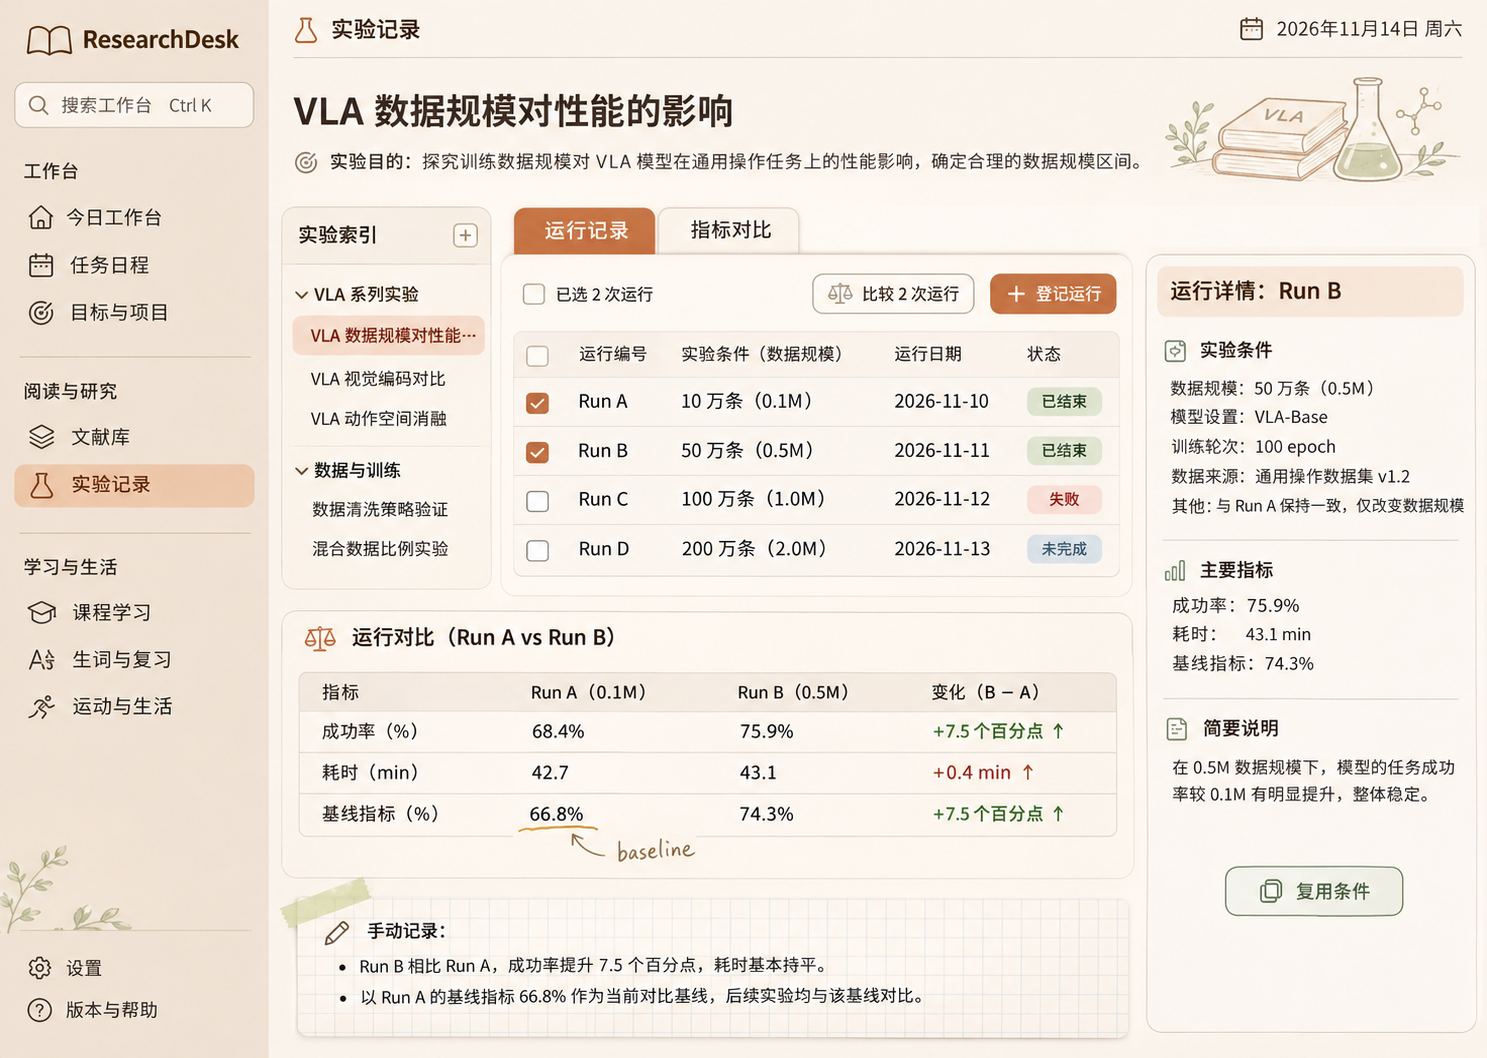 ResearchDesk
搜索工作台 Ctrl K
工作台
今日工作台
任务日程
目标与项目
阅读与研究
文献库
实验记录
学习与生活
课程学习
生词与复习
运动与生活
设置
版本与帮助
实验记录
2026年11月14日 周六
VLA 数据规模对性能的影响
实验目的：探究训练数据规模对 VLA 模型在通用操作任务上的性能影响，确定合理的数据规模区间。
VLA
实验索引
VLA 系列实验
VLA 数据规模对性能…
VLA 视觉编码对比
VLA 动作空间消融
数据与训练
数据清洗策略验证
混合数据比例实验
运行记录 指标对比
已选 2 次运行 比较 2 次运行 + 登记运行
运行编号 实验条件（数据规模） 运行日期 状态
Run A 10 万条（0.1M） 2026-11-10 已结束
Run B 50 万条（0.5M） 2026-11-11 已结束
Run C 100 万条（1.0M） 2026-11-12 失败
Run D 200 万条（2.0M） 2026-11-13 未完成
运行对比（Run A vs Run B）
指标 Run A（0.1M） Run B（0.5M） 变化（B − A）
成功率（%） 68.4% 75.9% +7.5 个百分点 ↑
耗时（min） 42.7 43.1 +0.4 min ↑
基线指标（%） 66.8% 74.3% +7.5 个百分点 ↑
baseline
手动记录：
• Run B 相比 Run A，成功率提升 7.5 个百分点，耗时基本持平。
• 以 Run A 的基线指标 66.8% 作为当前对比基线，后续实验均与该基线对比。
运行详情：Run B
实验条件
数据规模：50 万条（0.5M）
模型设置：VLA-Base
训练轮次：100 epoch
数据来源：通用操作数据集 v1.2
其他：与 Run A 保持一致，仅改变数据规模
主要指标
成功率：75.9%
耗时： 43.1 min
基线指标：74.3%
简要说明
在 0.5M 数据规模下，模型的任务成功
率较 0.1M 有明显提升，整体稳定。
复用条件